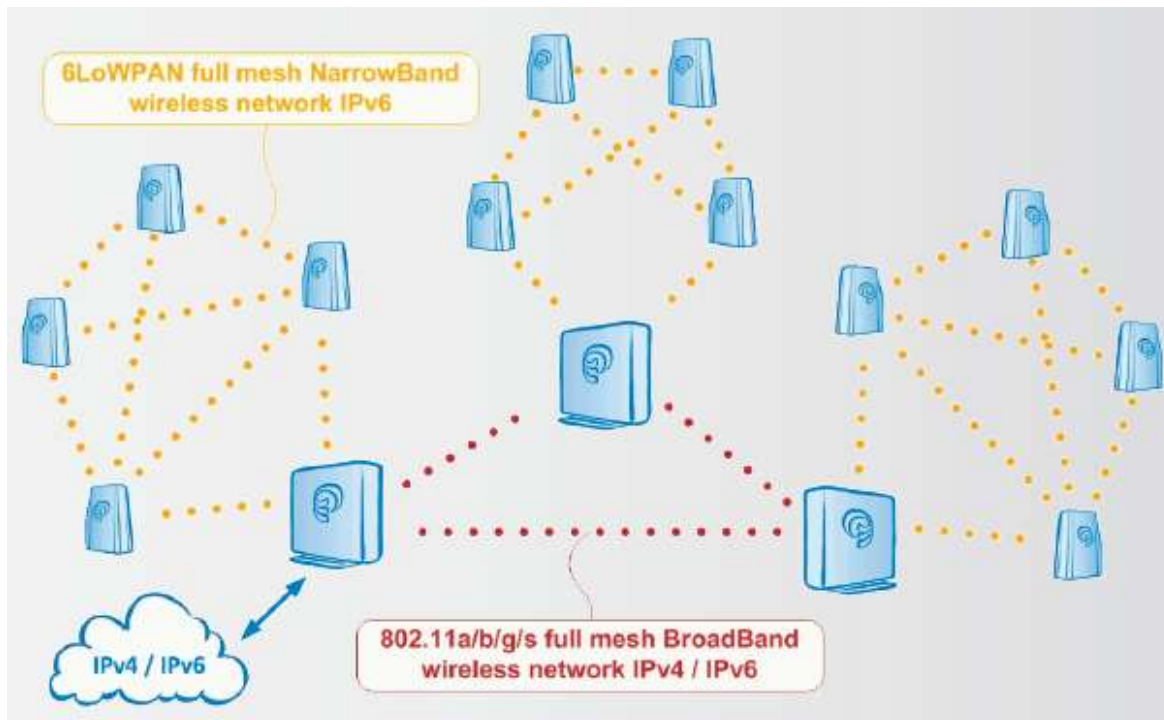 6LoWPAN full mesh NarrowBand
wireless network IPv6
802.11a/b/g/s full mesh BroadBand
wireless network IPv4 / IPv6
IPv4 / IPv6